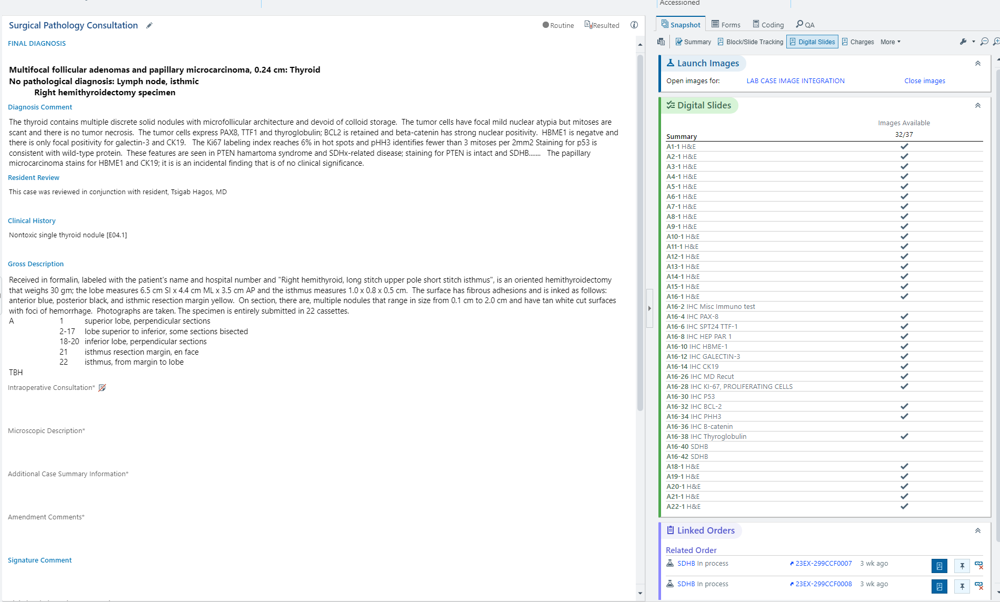 Accessioned
Surgical Pathology Consultation
Routine
Resulted
FINAL DIAGNOSIS
Multifocal follicular adenomas and papillary microcarcinoma, 0.24 cm: Thyroid
No pathological diagnosis: Lymph node, isthmic
Right hemithyroidectomy specimen
Diagnosis Comment
The thyroid contains multiple discrete solid nodules with microfollicular architecture and devoid of colloid storage. The tumor cells have focal mild nuclear atypia but mitoses are
scant and there is no tumor necrosis. The tumor cells express PAX8, TTF1 and thyroglobulin; BCL2 is retained and beta-catenin has strong nuclear positivity. HBME1 is negatve and
there is only focal positivity for galectin-3 and CK19. The Ki67 labeling index reaches 6% in hot spots and pHH3 identifies fewer than 3 mitoses per 2mm2 Staining for p53 is
consistent with wild-type protein. These features are seen in PTEN hamartoma syndrome and SDHx-related disease; staining for PTEN is intact and SDHB....... The papillary
microcarcinoma stains for HBME1 and CK19; it is is an incidental finding that is of no clinical significance.
Resident Review
This case was reviewed in conjunction with resident, Tsigab Hagos, MD
Clinical History
Nontoxic single thyroid nodule [E04.1]
Gross Description
Received in formalin, labeled with the patient's name and hospital number and "Right hemithyroid, long stitch upper pole short stitch isthmus", is an oriented hemithyroidectomy
that weighs 30 gm; the lobe measures 6.5 cm SI x 4.4 cm ML x 3.5 cm AP and the isthmus measures 1.0 x 0.8 x 0.5 cm. The surface has fibrous adhesions and is inked as follows:
anterior blue, posterior black, and isthmic resection margin yellow. On section, there are, multiple nodules that range in size from 0.1 cm to 2.0 cm and have tan white cut surfaces
with foci of hemorrhage. Photographs are taken. The specimen is entirely submitted in 22 cassettes.
A 1 superior lobe, perpendicular sections
2-17 lobe superior to inferior, some sections bisected
18-20 inferior lobe, perpendicular sections
21 isthmus resection margin, en face
22 isthmus, from margin to lobe
TBH
Intraoperative Consultation*
Microscopic Description*
Additional Case Summary Information*
Amendment Comments*
Signature Comment
Snapshot Forms Coding QA
Summary Block/Slide Tracking Digital Slides Charges More
Launch Images
Open images for: LAB CASE IMAGE INTEGRATION Close images
Digital Slides
Images Available
Summary 32/37
A1-1 H&E
A2-1 H&E
A3-1 H&E
A4-1 H&E
A5-1 H&E
A6-1 H&E
A7-1 H&E
A8-1 H&E
A9-1 H&E
A10-1 H&E
A11-1 H&E
A12-1 H&E
A13-1 H&E
A14-1 H&E
A15-1 H&E
A16-1 H&E
A16-2 IHC Misc Immuno test
A16-4 IHC PAX-8
A16-6 IHC SPT24 TTF-1
A16-8 IHC HEP PAR 1
A16-10 IHC HBME-1
A16-12 IHC GALECTIN-3
A16-14 IHC CK19
A16-26 IHC MD Recut
A16-28 IHC KI-67, PROLIFERATING CELLS
A16-30 IHC P53
A16-32 IHC BCL-2
A16-34 IHC PHH3
A16-36 IHC B-catenin
A16-38 IHC Thyroglobulin
A16-40 SDHB
A16-42 SDHB
A18-1 H&E
A19-1 H&E
A20-1 H&E
A21-1 H&E
A22-1 H&E
Linked Orders
Related Order
SDHB In process 23EX-299CCF0007 3 wk ago
SDHB In process 23EX-299CCF0008 3 wk ago